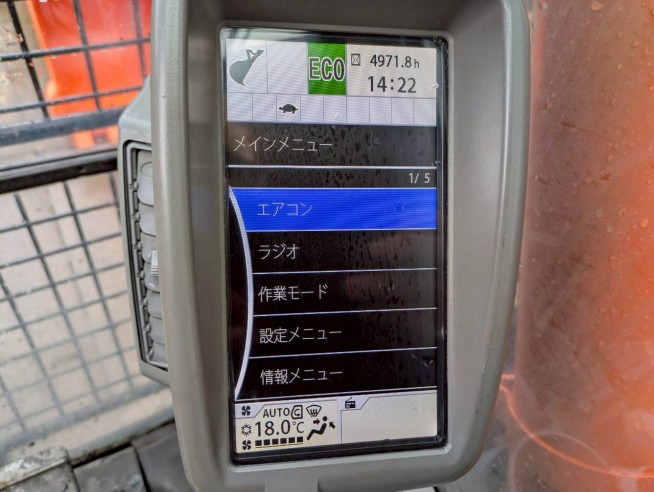 ECO
4971.8h
14:22
メインメニュー
1/5
エアコン
ラジオ
作業モード
設定メニュー
情報メニュー
AUTO C
18.0℃